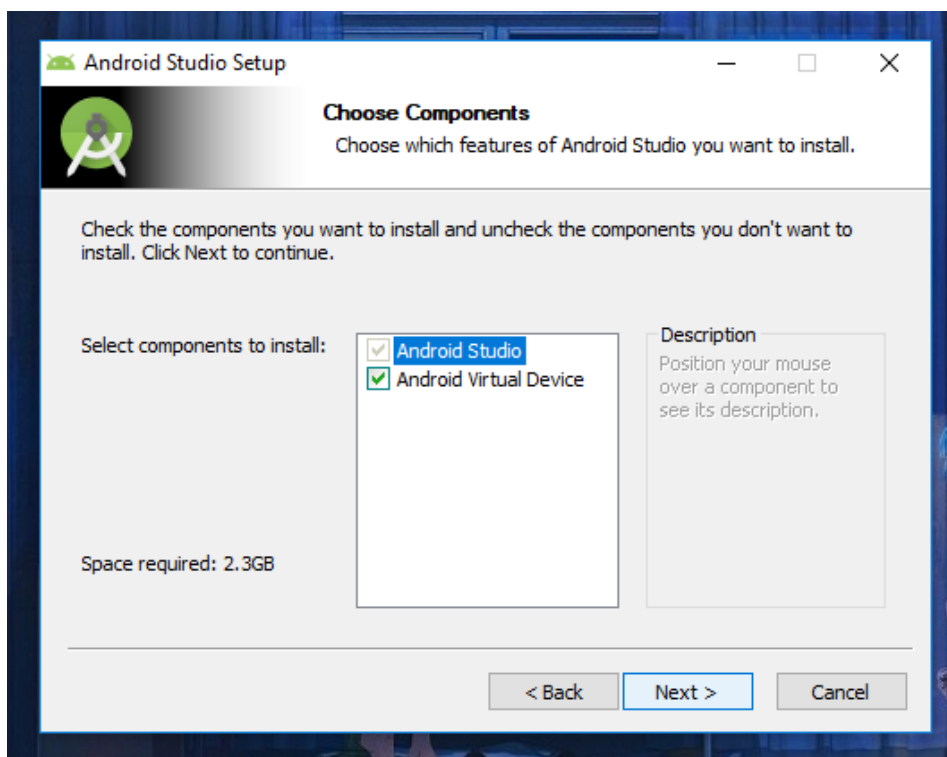 Android Studio Setup
Choose Components
Choose which features of Android Studio you want to install.
Check the components you want to install and uncheck the components you don't want to
install. Click Next to continue.
Select components to install:
Android Studio
Android Virtual Device
Description
Position your mouse
over a component to
see its description.
Space required: 2.3GB
< Back
Next >
Cancel